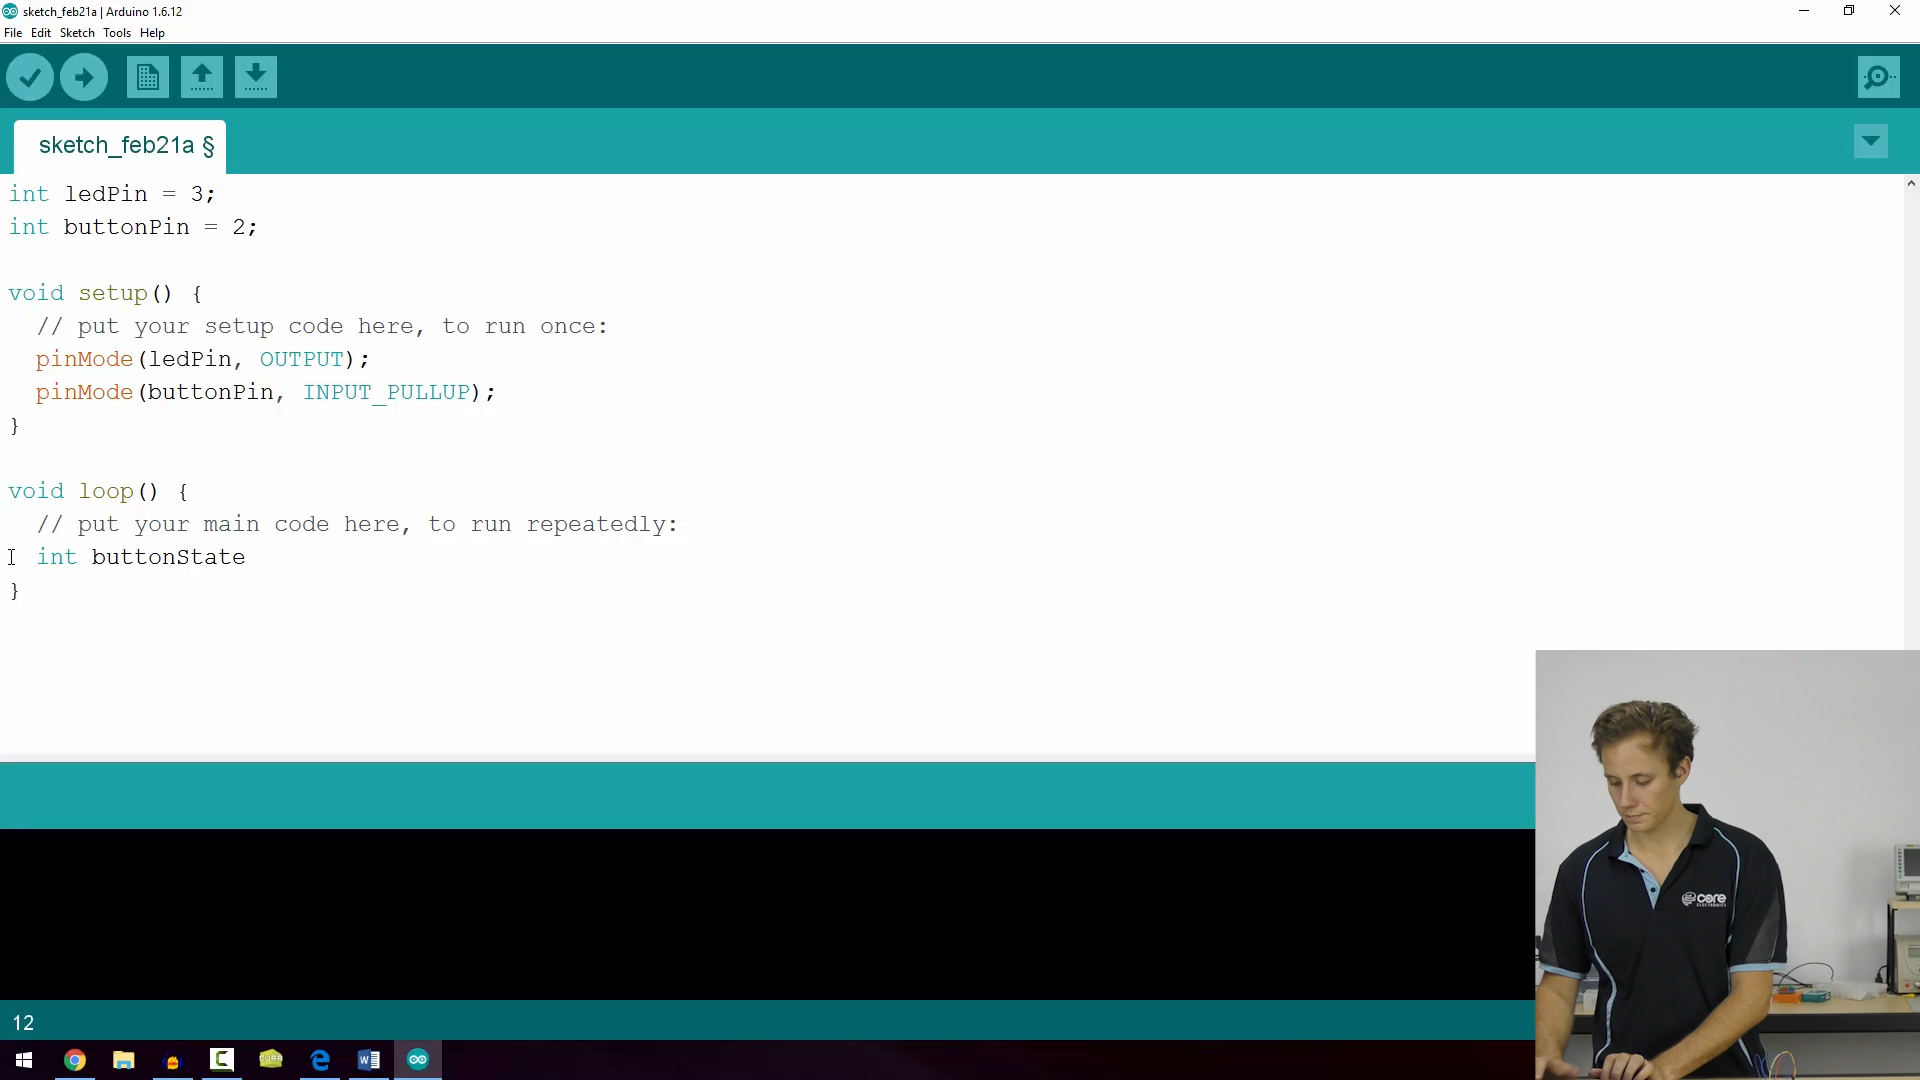 sketch_feb21a | Arduino 1.6.12
File Edit Sketch Tools Help
sketch_feb21a §
int ledPin = 3;
int buttonPin = 2;
void setup() {
// put your setup code here, to run once:
pinMode(ledPin, OUTPUT);
pinMode(buttonPin, INPUT_PULLUP);
}
void loop() {
// put your main code here, to run repeatedly:
int buttonState
}
core
ELECTRONICS
12
CURA